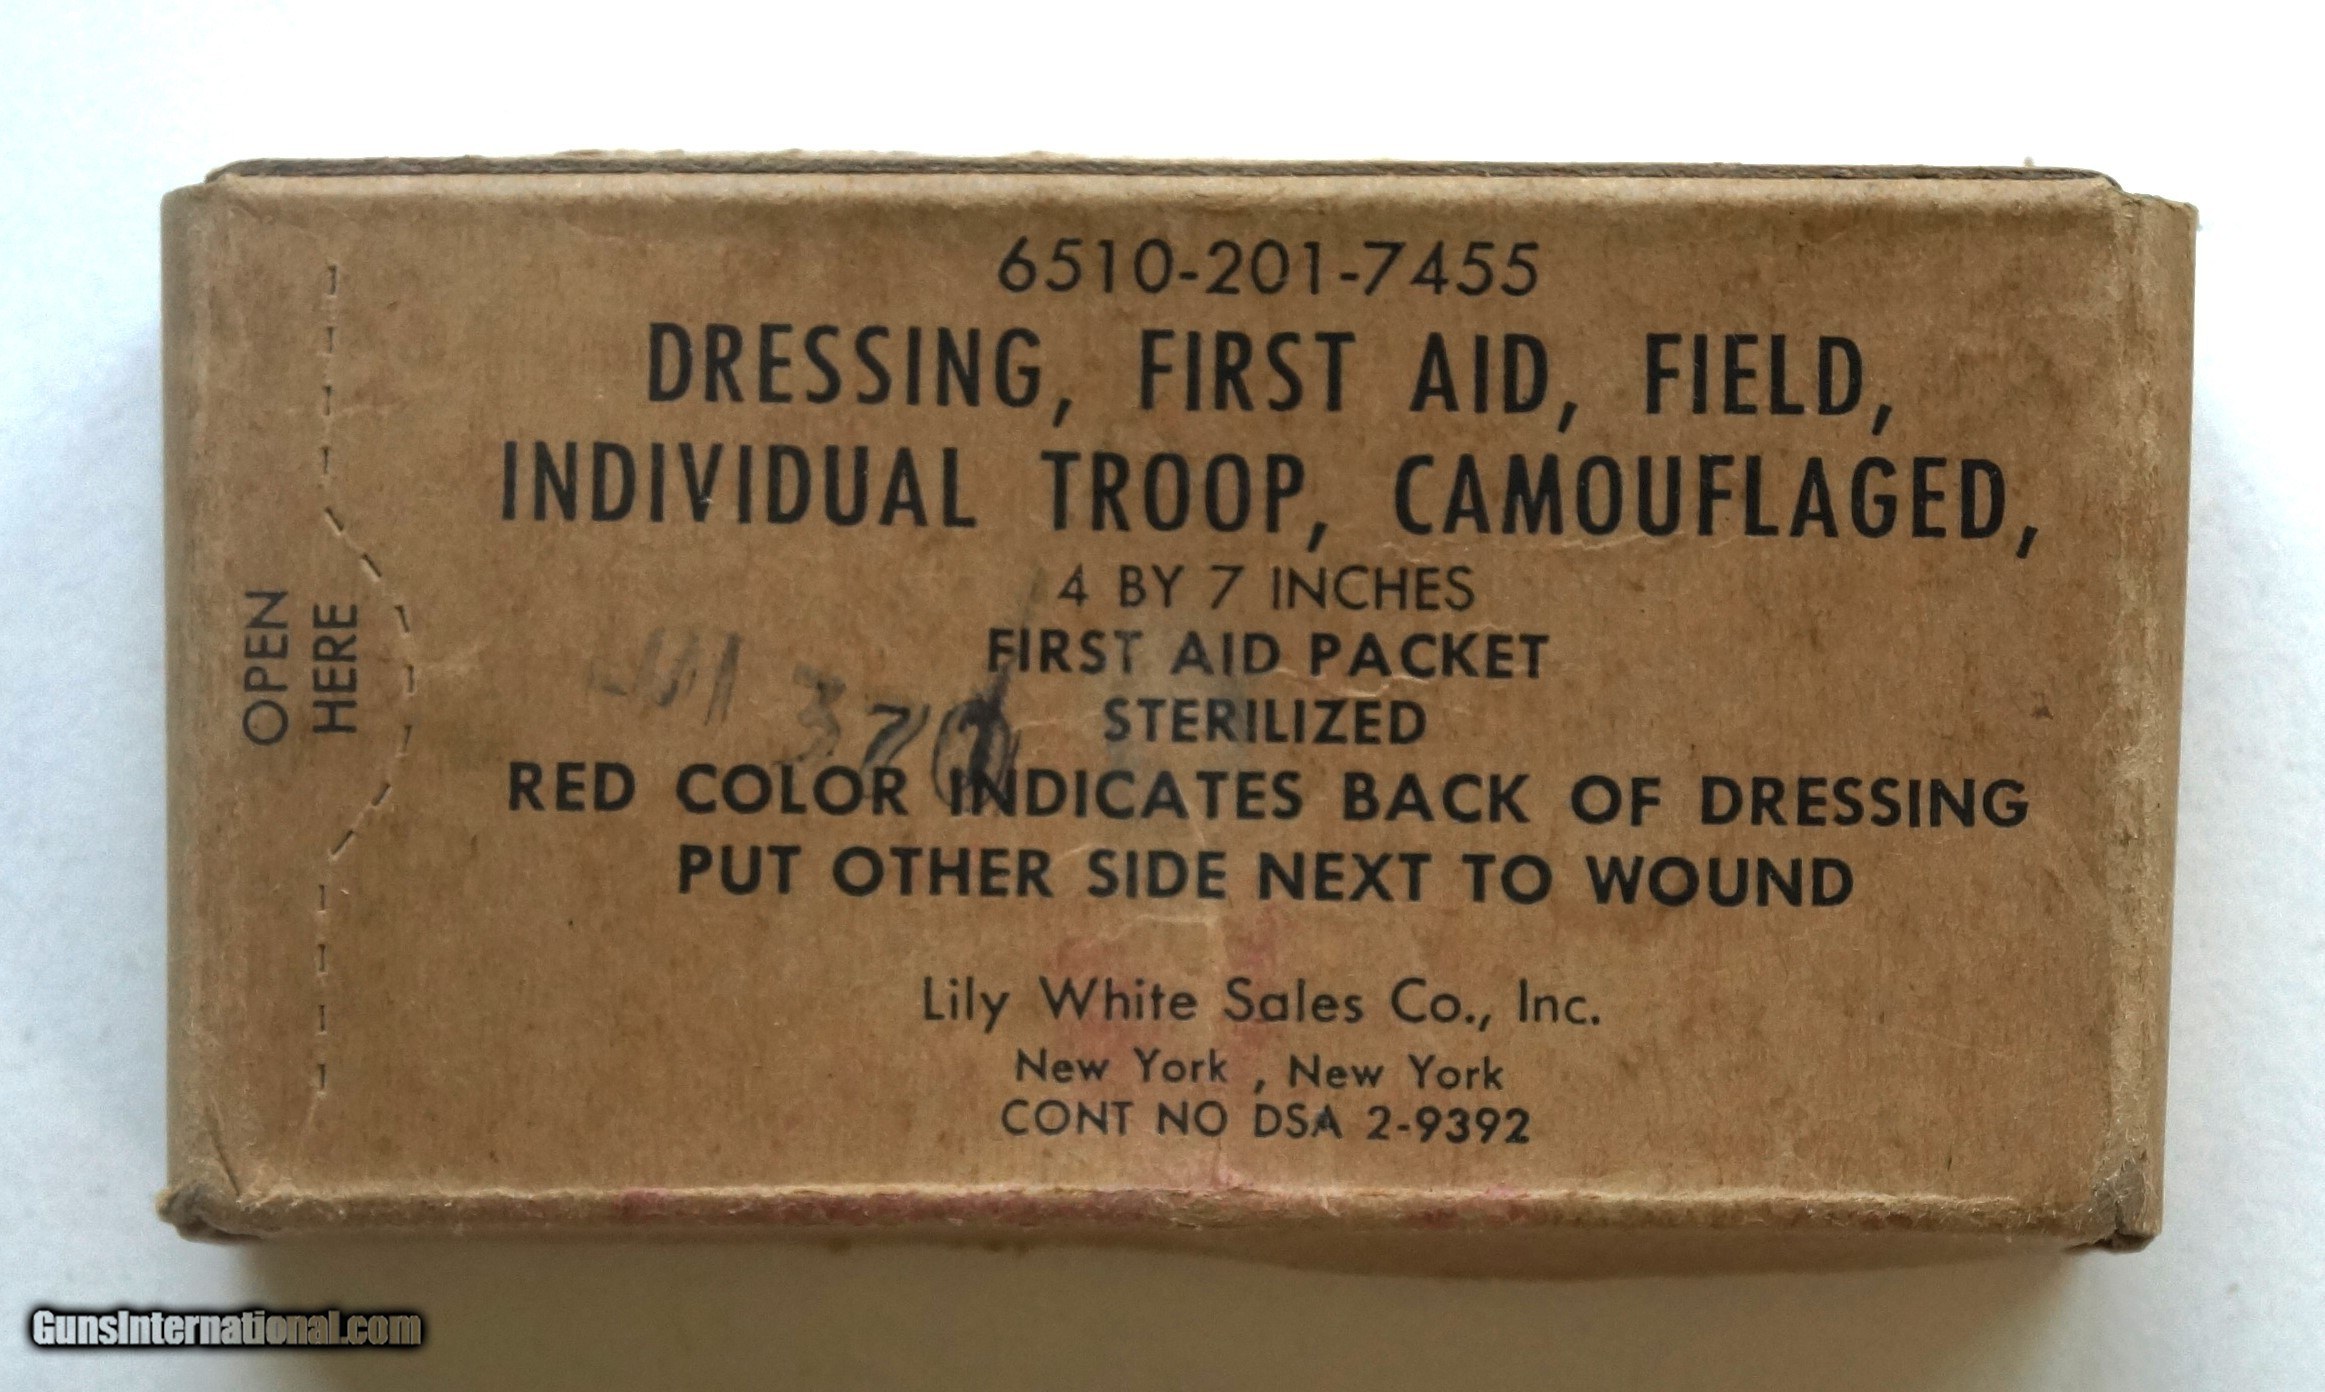 6510-201-7455
DRESSING, FIRST AID, FIELD,
INDIVIDUAL TROOP, CAMOUFLAGED,
4 BY 7 INCHES
FIRST AID PACKET
STERILIZED
RED COLOR INDICATES BACK OF DRESSING
PUT OTHER SIDE NEXT TO WOUND
Lily White Sales Co., Inc.
New York , New York
CONT NO DSA 2-9392
OPEN
HERE
GunsInternational.com